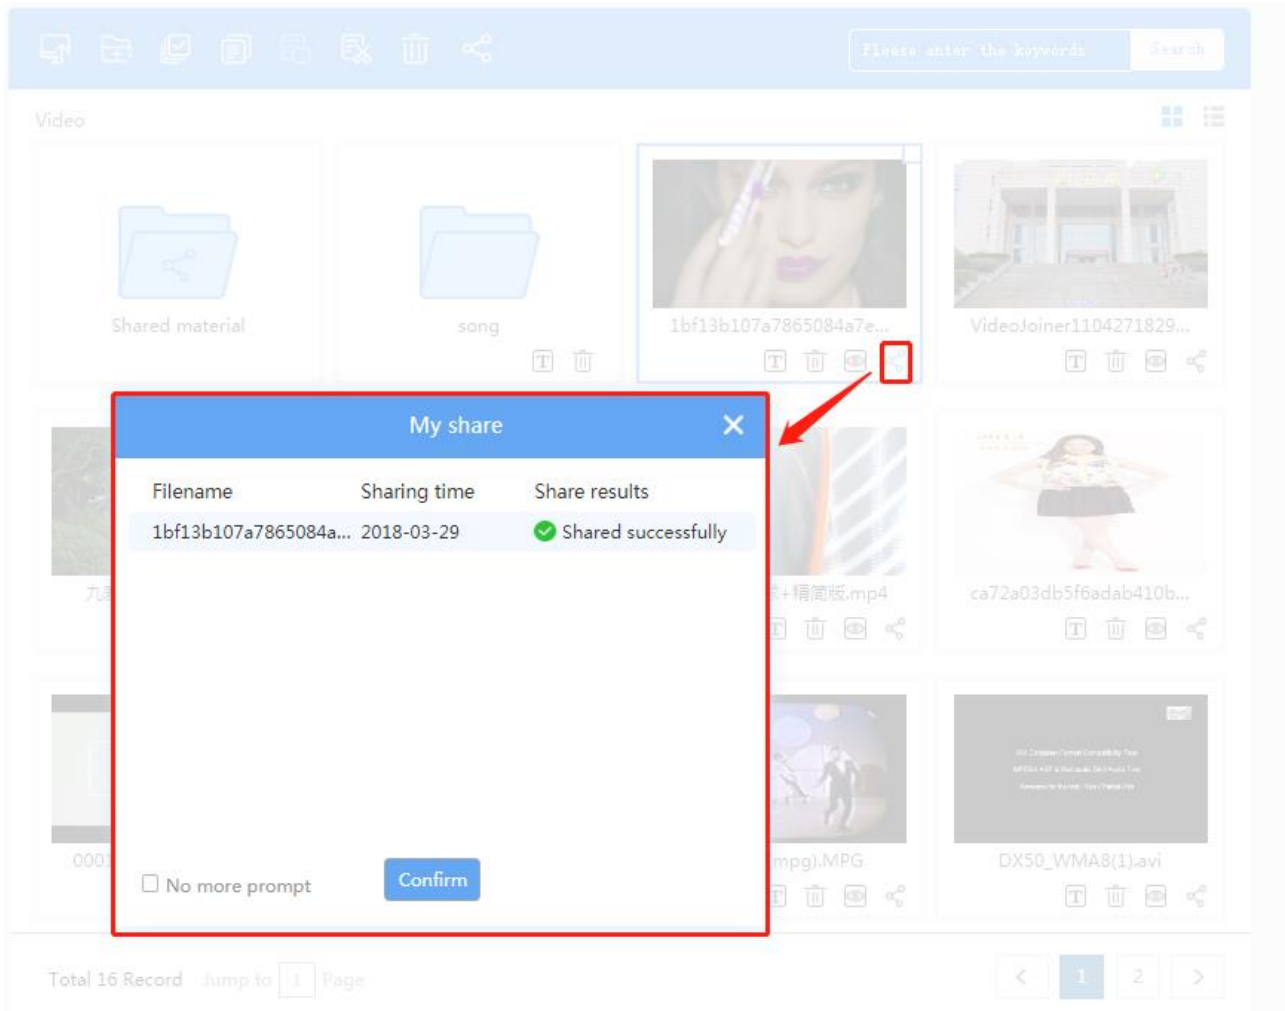 Please enter the keywords
Search
Video
Shared material
song
1bf13b107a7865084a7e...
VideoJoiner1104271829...
My share
Filename
Sharing time
Share results
1bf13b107a7865084a...
2018-03-29
Shared successfully
+精简版.mp4
ca72a03db5f6adab410b...
No more prompt
Confirm
0001
mpg).MPG
DX50_WMA8(1).avi
Total 16 Record
Jump to
1
Page
<
1
2
>